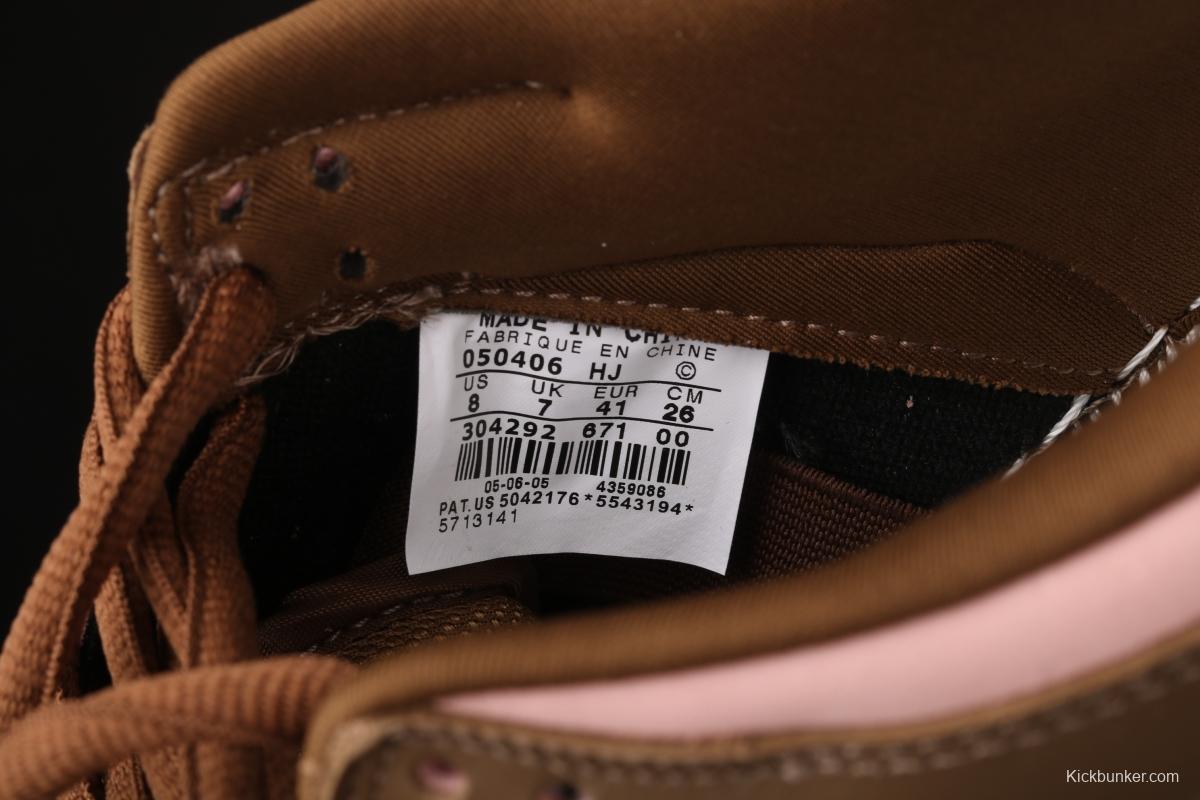 MADE IN CHINA
FABRIQUE EN CHINE
050406 HJ ©
US UK EUR CM
8 7 41 26
304292 671 00
05-06-05 4359086
PAT.US 5042176*5543194*
5713141
Kickbunker.com